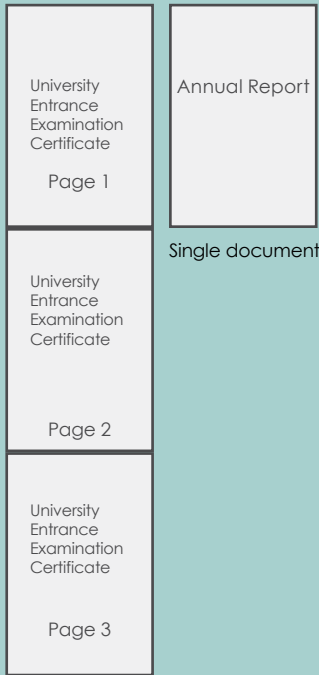 University
Entrance
Examination
Certificate
Page 1
Annual Report
Single document
University
Entrance
Examination
Certificate
Page 2
University
Entrance
Examination
Certificate
Page 3